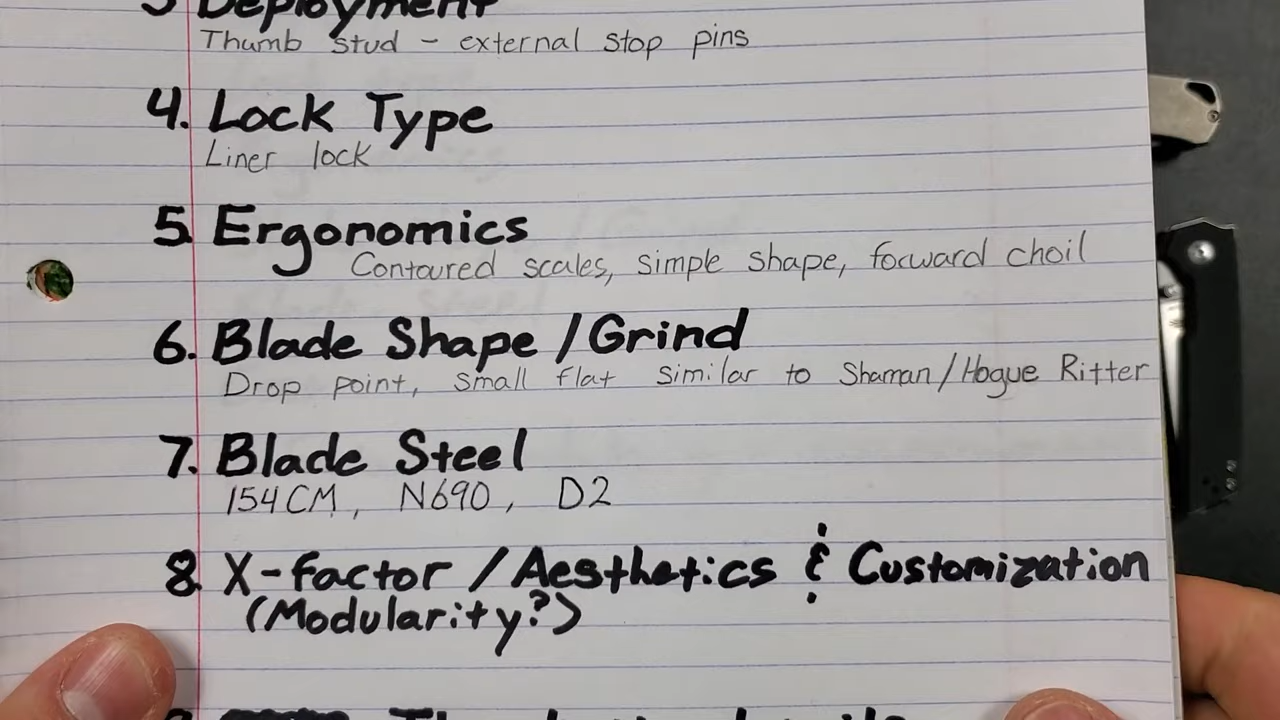 3 Deployment
Thumb stud - external stop pins
4. Lock Type
Liner lock
5. Ergonomics
Contoured scales, simple shape, forward choil
6. Blade Shape / Grind
Drop point, small flat similar to Shaman/Hogue Ritter
7. Blade Steel
154CM, N690, D2
8. X-factor / Aesthetics & Customization
(Modularity?)